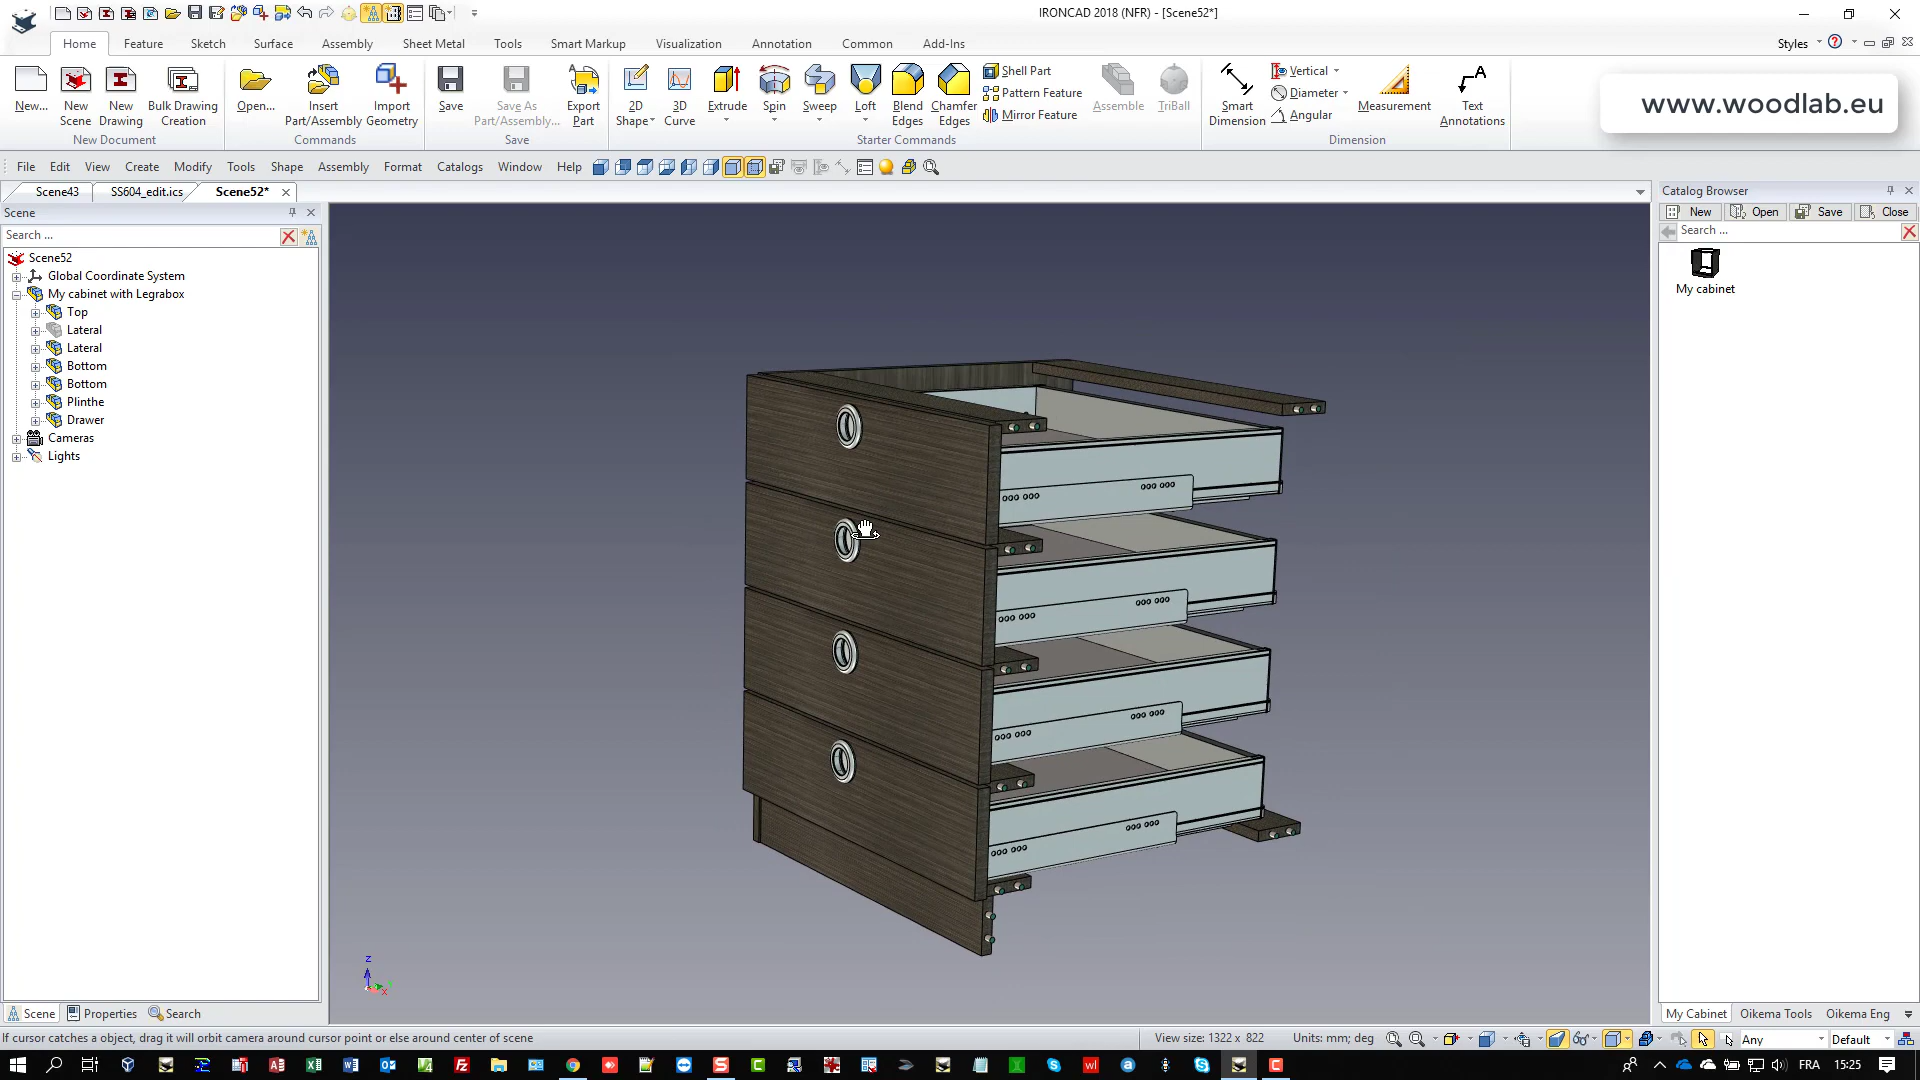 IRONCAD 2018 (NFR) - [Scene52*]
Home Feature Sketch Surface Assembly Sheet Metal Tools Smart Markup Visualization Annotation Common Add-Ins Styles
New... New Scene New Drawing Bulk Drawing Creation
New Document
Open... Insert Part/Assembly Import Geometry
Commands
Save Save As Part/Assembly... Export Part
Save
2D Shape 3D Curve Extrude Spin Sweep Loft Blend Edges Chamfer Edges
Shell Part
Pattern Feature
Mirror Feature
Assemble TriBall
Starter Commands
Smart Dimension
Vertical
Diameter
Angular
Measurement Text Annotations
Dimension
www.woodlab.eu
File Edit View Create Modify Tools Shape Assembly Format Catalogs Window Help
Scene43 SS604_edit.ics Scene52*
Scene
Search ...
Scene52
Global Coordinate System
My cabinet with Legrabox
Top
Lateral
Lateral
Bottom
Bottom
Plinthe
Drawer
Cameras
Lights
Z
X
Catalog Browser
New Open Save Close
Search ...
My cabinet
Scene Properties Search
My Cabinet Oikema Tools Oikema Eng
If cursor catches a object, drag it will orbit camera around cursor point or else around center of scene
View size: 1322 x 822 Units: mm; deg Any Default
FRA 15:25